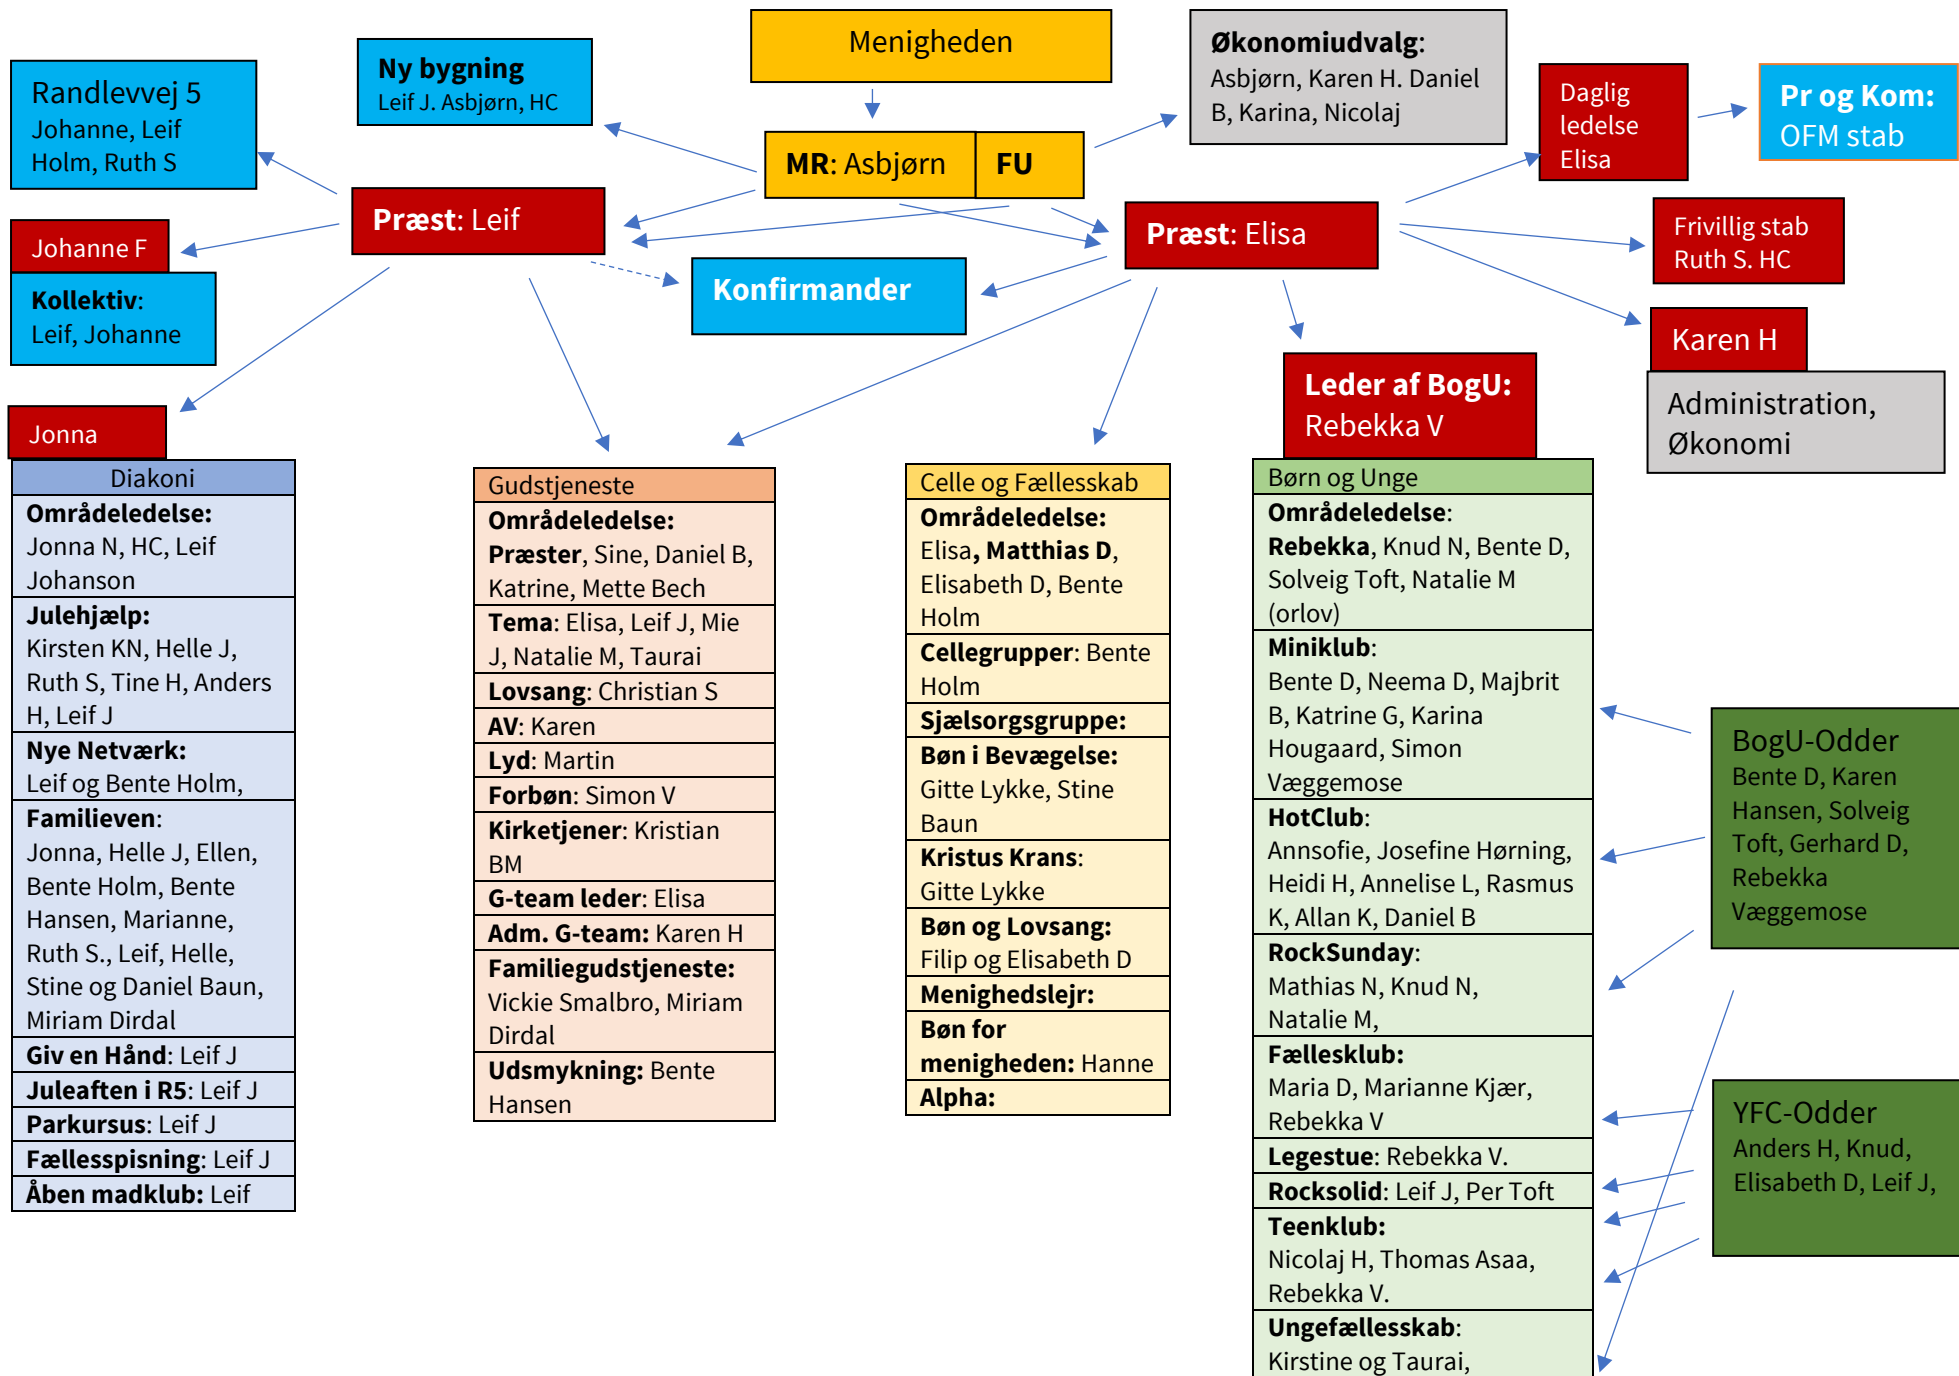 Menigheden
Ny bygning
Leif J. Asbjørn, HC
Økonomiudvalg:
Asbjørn, Karen H. Daniel
B, Karina, Nicolaj
Randlevvej 5
Johanne, Leif
Holm, Ruth S
Daglig
ledelse
Elisa
Pr og Kom:
OFM stab
MR: Asbjørn
FU
Præst: Leif
Præst: Elisa
Johanne F
Kollektiv:
Leif, Johanne
Konfirmander
Frivillig stab
Ruth S. HC
Karen H
Administration,
Økonomi
Leder af BogU:
Rebekka V
Jonna
Diakoni
Områdeledelse:
Jonna N, HC, Leif
Johanson
Julehjælp:
Kirsten KN, Helle J,
Ruth S, Tine H, Anders
H, Leif J
Nye Netværk:
Leif og Bente Holm,
Familieven:
Jonna, Helle J, Ellen,
Bente Holm, Bente
Hansen, Marianne,
Ruth S., Leif, Helle,
Stine og Daniel Baun,
Miriam Dirdal
Giv en Hånd: Leif J
Juleaften i R5: Leif J
Parkursus: Leif J
Fællesspisning: Leif J
Åben madklub: Leif
Gudstjeneste
Områdeledelse:
Præster, Sine, Daniel B,
Katrine, Mette Bech
Tema: Elisa, Leif J, Mie
J, Natalie M, Taurai
Lovsang: Christian S
AV: Karen
Lyd: Martin
Forbøn: Simon V
Kirketjener: Kristian
BM
G-team leder: Elisa
Adm. G-team: Karen H
Familiegudstjeneste:
Vickie Smalbro, Miriam
Dirdal
Udsmykning: Bente
Hansen
Celle og Fællesskab
Områdeledelse:
Elisa, Matthias D,
Elisabeth D, Bente
Holm
Cellegrupper: Bente
Holm
Sjælsorgsgruppe:
Bøn i Bevægelse:
Gitte Lykke, Stine
Baun
Kristus Krans:
Gitte Lykke
Bøn og Lovsang:
Filip og Elisabeth D
Menighedslejr:
Bøn for
menigheden: Hanne
Alpha:
Børn og Unge
Områdeledelse:
Rebekka, Knud N, Bente D,
Solveig Toft, Natalie M
(orlov)
Miniklub:
Bente D, Neema D, Majbrit
B, Katrine G, Karina
Hougaard, Simon
Væggemose
HotClub:
Annsofie, Josefine Hørning,
Heidi H, Annelise L, Rasmus
K, Allan K, Daniel B
RockSunday:
Mathias N, Knud N,
Natalie M,
Fællesklub:
Maria D, Marianne Kjær,
Rebekka V
Legestue: Rebekka V.
Rocksolid: Leif J, Per Toft
Teenklub:
Nicolaj H, Thomas Asaa,
Rebekka V.
Ungefællesskab:
Kirstine og Taurai,
BogU-Odder
Bente D, Karen
Hansen, Solveig
Toft, Gerhard D,
Rebekka
Væggemose
YFC-Odder
Anders H, Knud,
Elisabeth D, Leif J,